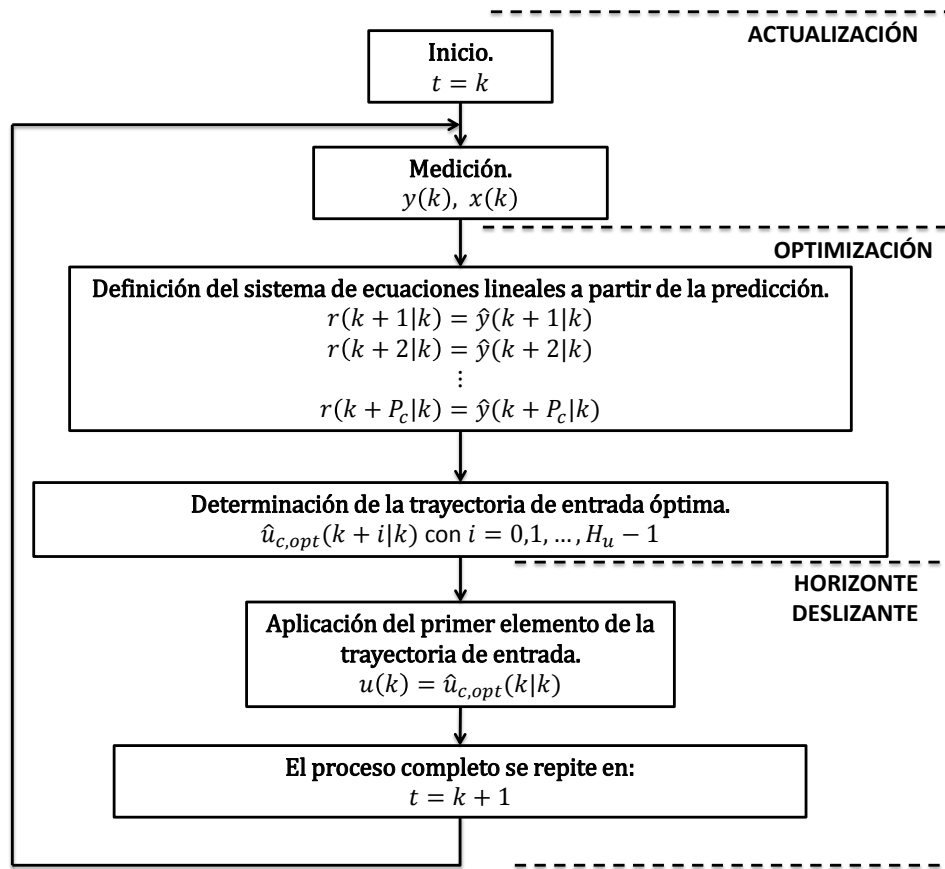 ACTUALIZACIÓN
Inicio.
t = k
Medición.
y(k), x(k)
OPTIMIZACIÓN
Definición del sistema de ecuaciones lineales a partir de la predicción.
r(k + 1|k) = ŷ(k + 1|k)
r(k + 2|k) = ŷ(k + 2|k)
⋮
r(k + P_c|k) = ŷ(k + P_c|k)
Determinación de la trayectoria de entrada óptima.
û_{c,opt}(k + i|k) con i = 0,1, … , H_u − 1
HORIZONTE
DESLIZANTE
Aplicación del primer elemento de la
trayectoria de entrada.
u(k) = û_{c,opt}(k|k)
El proceso completo se repite en:
t = k + 1